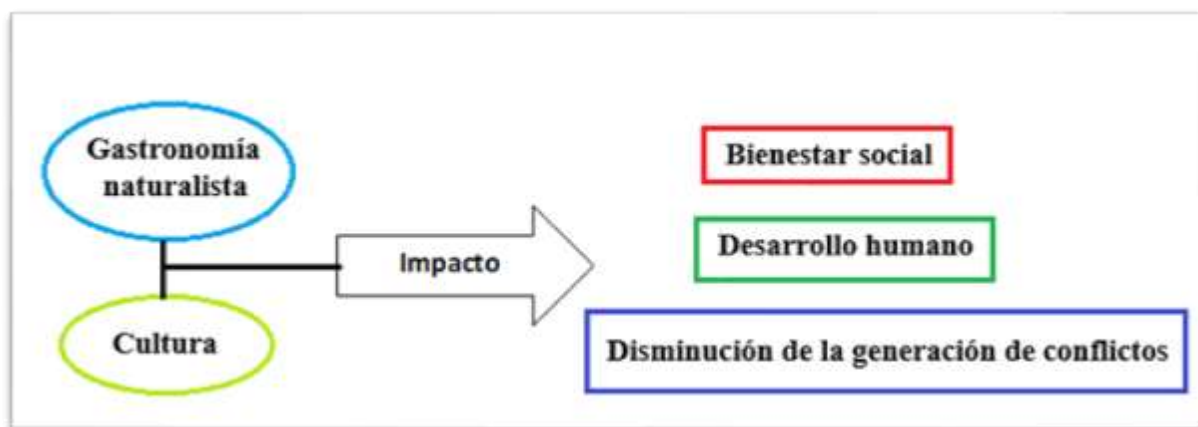 Gastronomía
naturalista
Cultura
Impacto
Bienestar social
Desarrollo humano
Disminución de la generación de conflictos